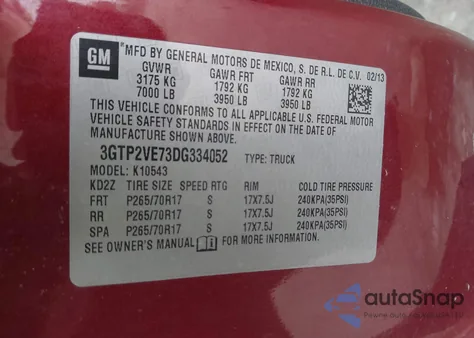 GM
MFD BY GENERAL MOTORS DE MEXICO, S. DE R.L. DE C.V. 02/13
GVWR GAWR FRT GAWR RR
3175 KG 1792 KG 1792 KG
7000 LB 3950 LB 3950 LB
THIS VEHICLE CONFORMS TO ALL APPLICABLE U.S. FEDERAL MOTOR
VEHICLE SAFETY STANDARDS IN EFFECT ON THE DATE OF
MANUFACTURE SHOWN ABOVE.
3GTP2VE73DG334052 TYPE: TRUCK
MODEL: K10543
KD2Z TIRE SIZE SPEED RTG RIM COLD TIRE PRESSURE
FRT P265/70R17 S 17X7.5J 240KPA(35PSI)
RR P265/70R17 S 17X7.5J 240KPA(35PSI)
SPA P265/70R17 S 17X7.5J 240KPA(35PSI)
SEE OWNER'S MANUAL FOR MORE INFORMATION.
autoSnap